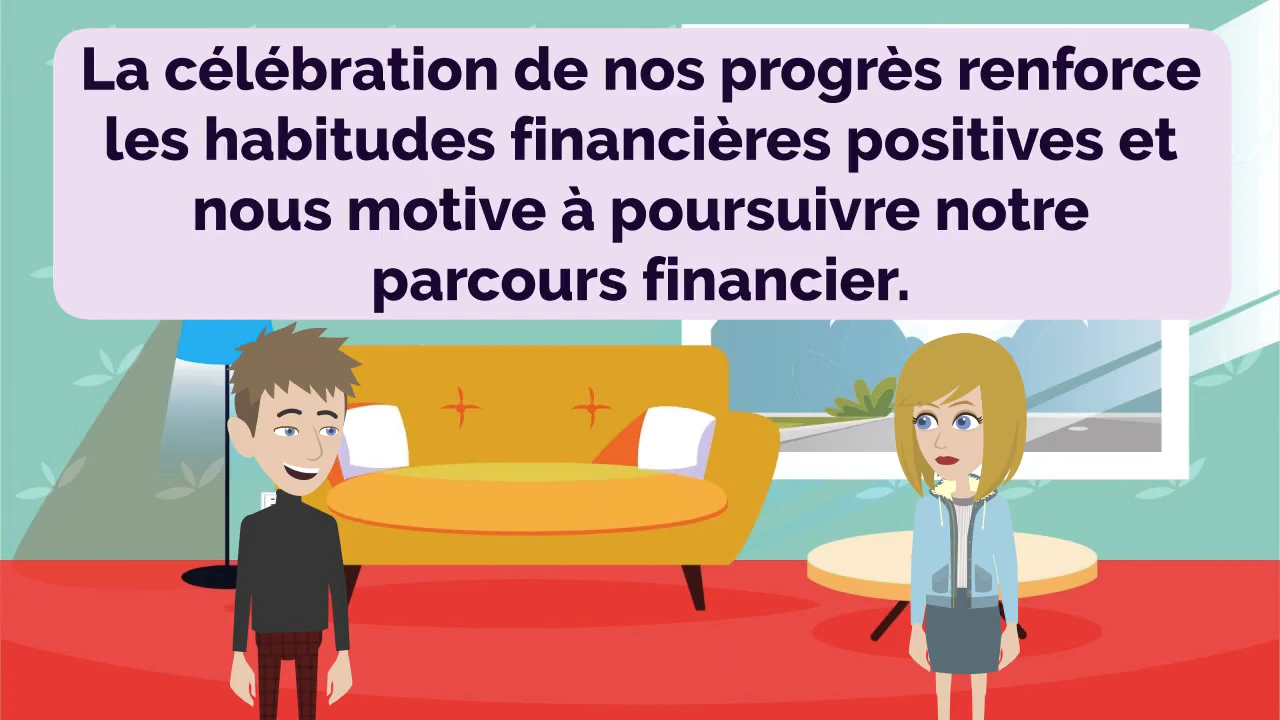 La célébration de nos progrès renforce
les habitudes financières positives et
nous motive à poursuivre notre
parcours financier.